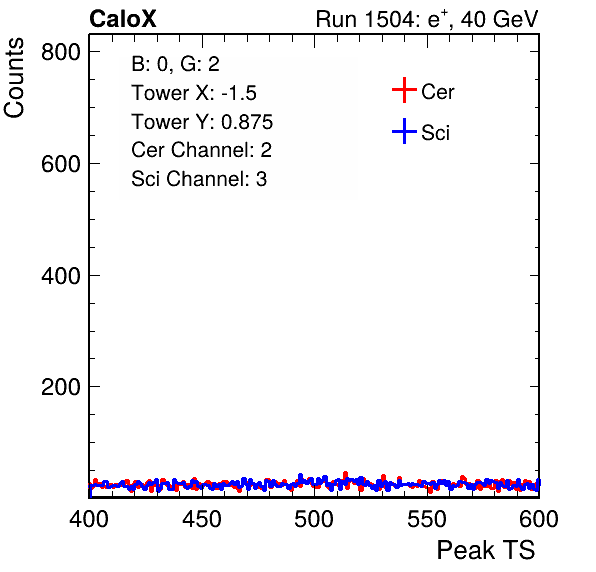 CaloX Run 1504: e⁺, 40 GeV
Counts
800
600
400
200
B: 0, G: 2
Tower X: -1.5
Tower Y: 0.875
Cer Channel: 2
Sci Channel: 3
Cer
Sci
400 450 500 550 600
Peak TS